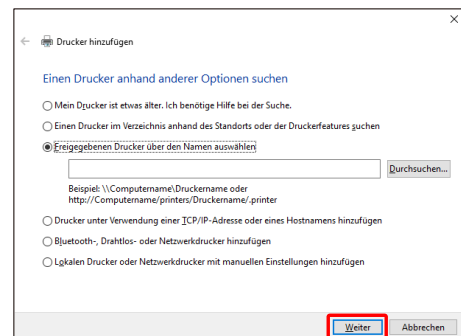 Drucker hinzufügen
Einen Drucker anhand anderer Optionen suchen
Mein Drucker ist etwas älter. Ich benötige Hilfe bei der Suche.
Einen Drucker im Verzeichnis anhand des Standorts oder der Druckerfeatures suchen
Freigegebenen Drucker über den Namen auswählen
Durchsuchen...
Beispiel: \\Computername\Druckername oder
http://Computername/printers/Druckername/.printer
Drucker unter Verwendung einer TCP/IP-Adresse oder eines Hostnamens hinzufügen
Bluetooth-, Drahtlos- oder Netzwerkdrucker hinzufügen
Lokalen Drucker oder Netzwerkdrucker mit manuellen Einstellungen hinzufügen
Weiter Abbrechen